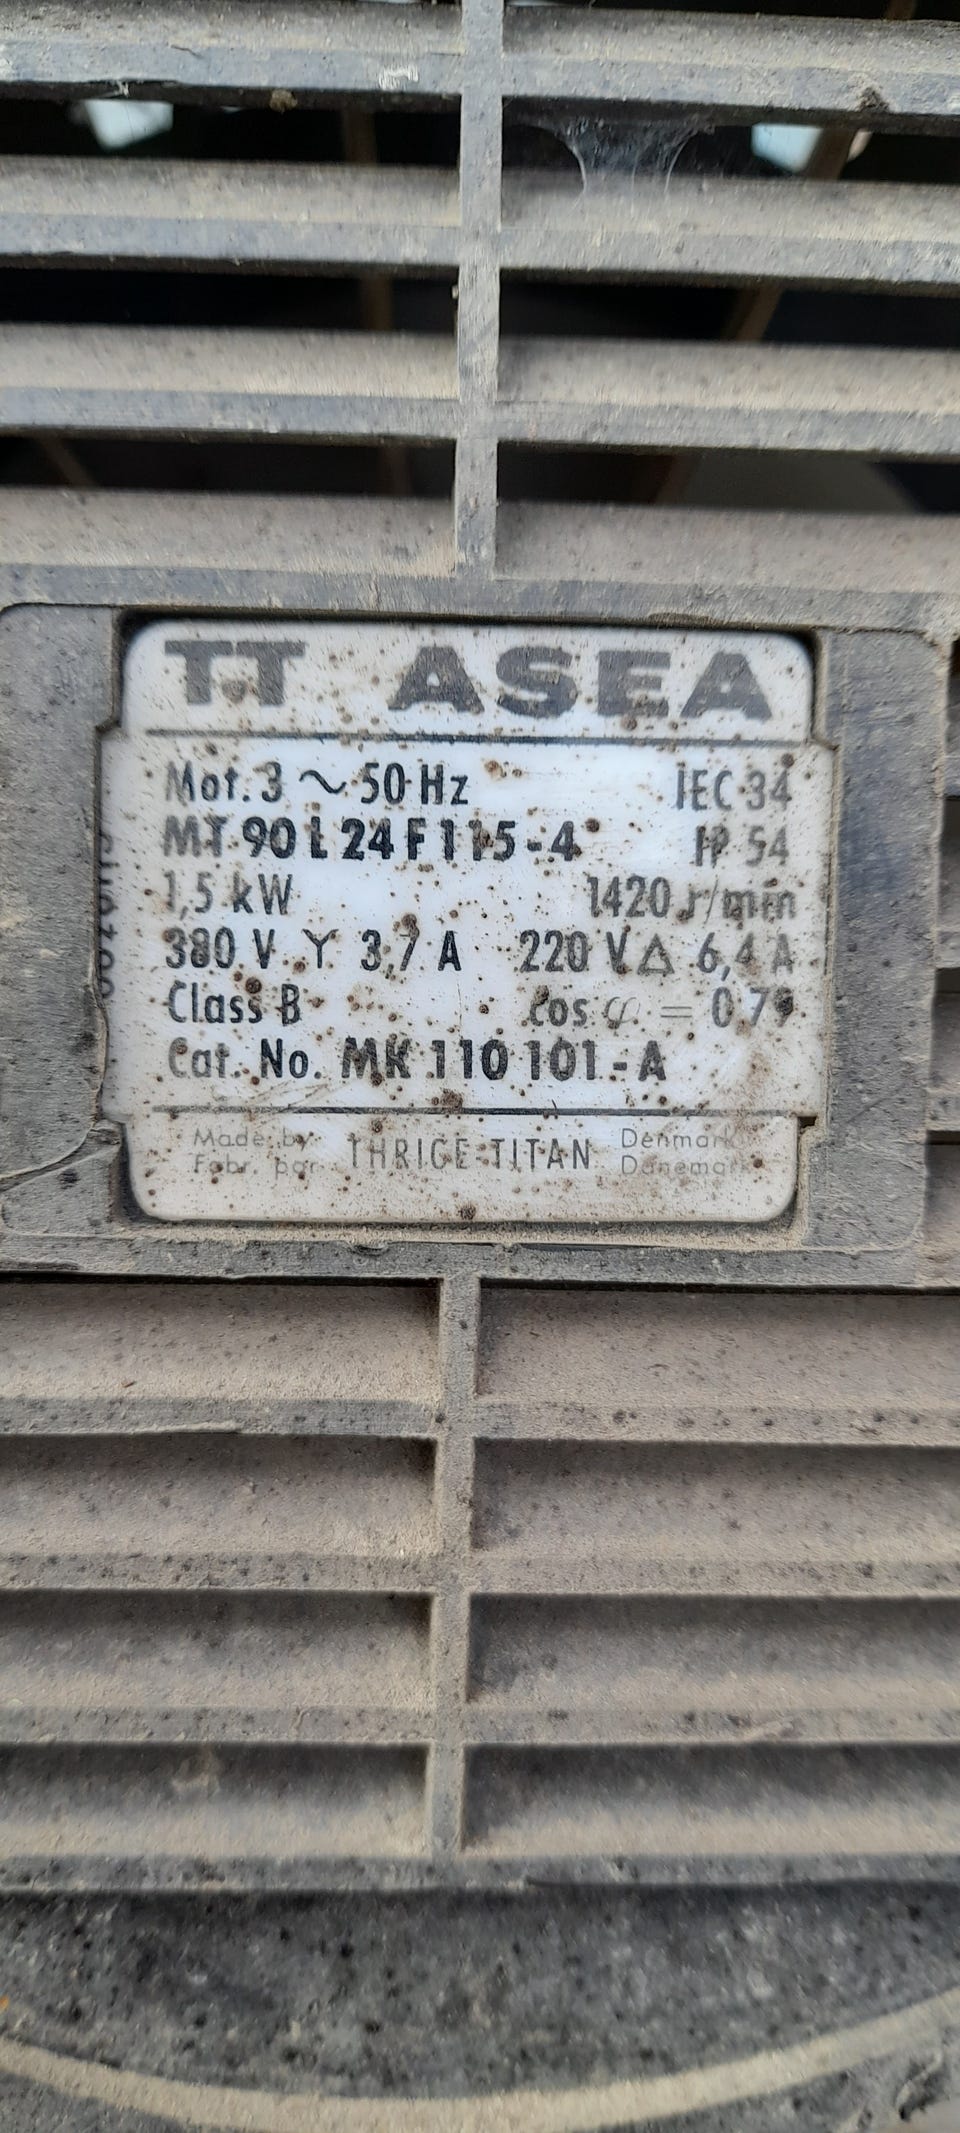 TT ASEA
Mot. 3 ~ 50 Hz IEC 34
MT 90 L 24 F 115-4 IP 54
1,5 kW 1420 r/min
380 V Y 3,7 A 220 V △ 6,4 A
Class B cos φ = 0,79
Cat. No. MK 110 101-A
Made by THRIGE-TITAN Denmark
Fabr. par Danemark